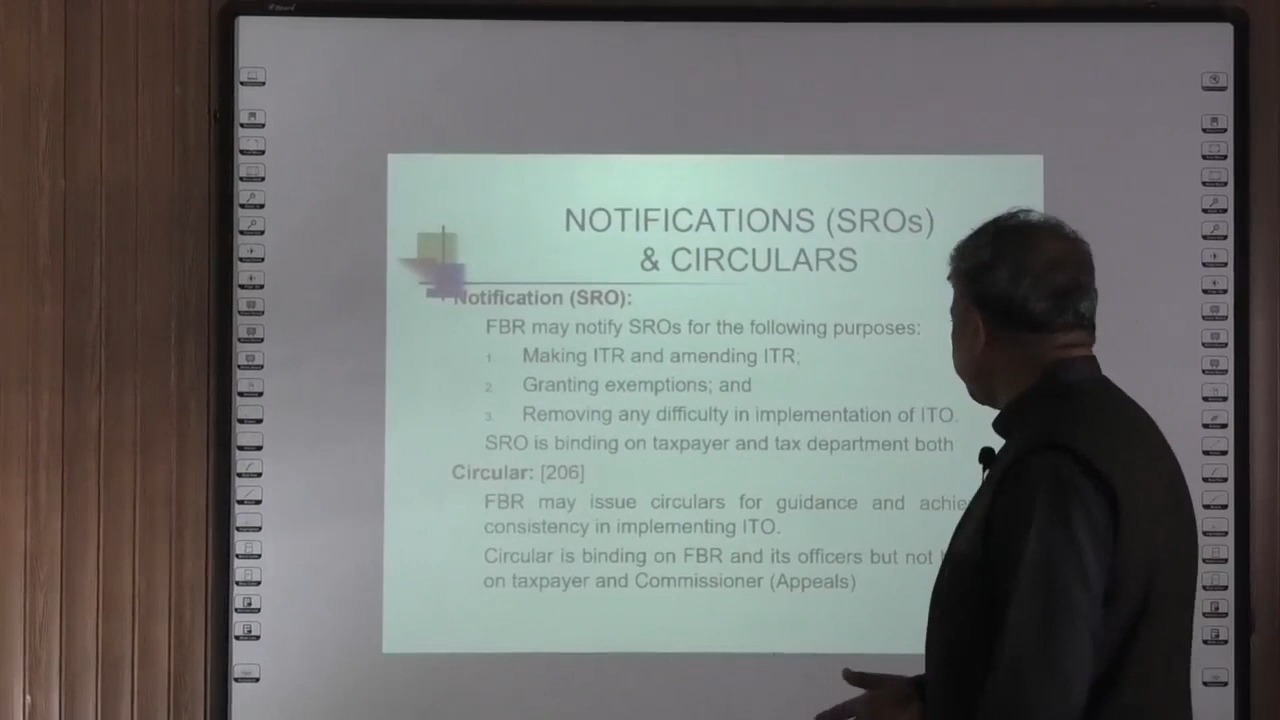 NOTIFICATIONS (SROs)
& CIRCULARS
Notification (SRO):
FBR may notify SROs for the following purposes:
1. Making ITR and amending ITR;
2. Granting exemptions; and
3. Removing any difficulty in implementation of ITO.
SRO is binding on taxpayer and tax department both
Circular: [206]
FBR may issue circulars for guidance and
consistency in implementing ITO.
Circular is binding on FBR and its officers but not
on taxpayer and Commissioner (Appeals)